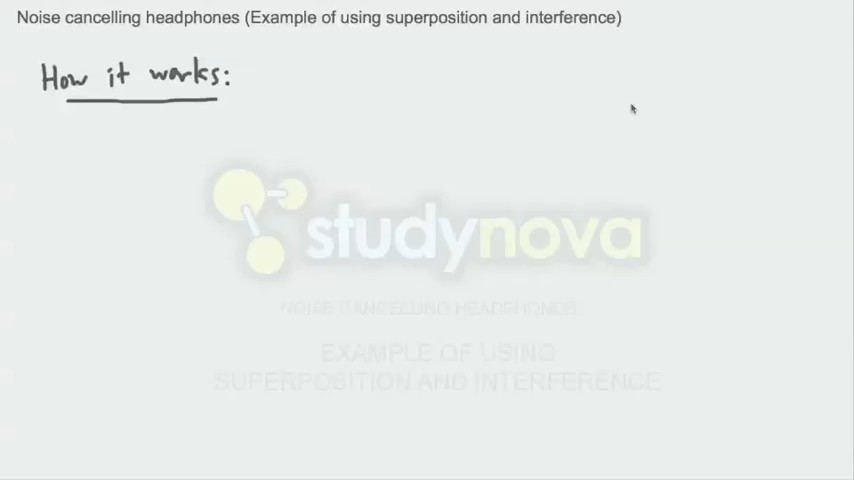 Noise cancelling headphones (Example of using superposition and interference)
How it works:
studynova
NOISE CANCELLING HEADPHONES
EXAMPLE OF USING
SUPERPOSITION AND INTERFERENCE